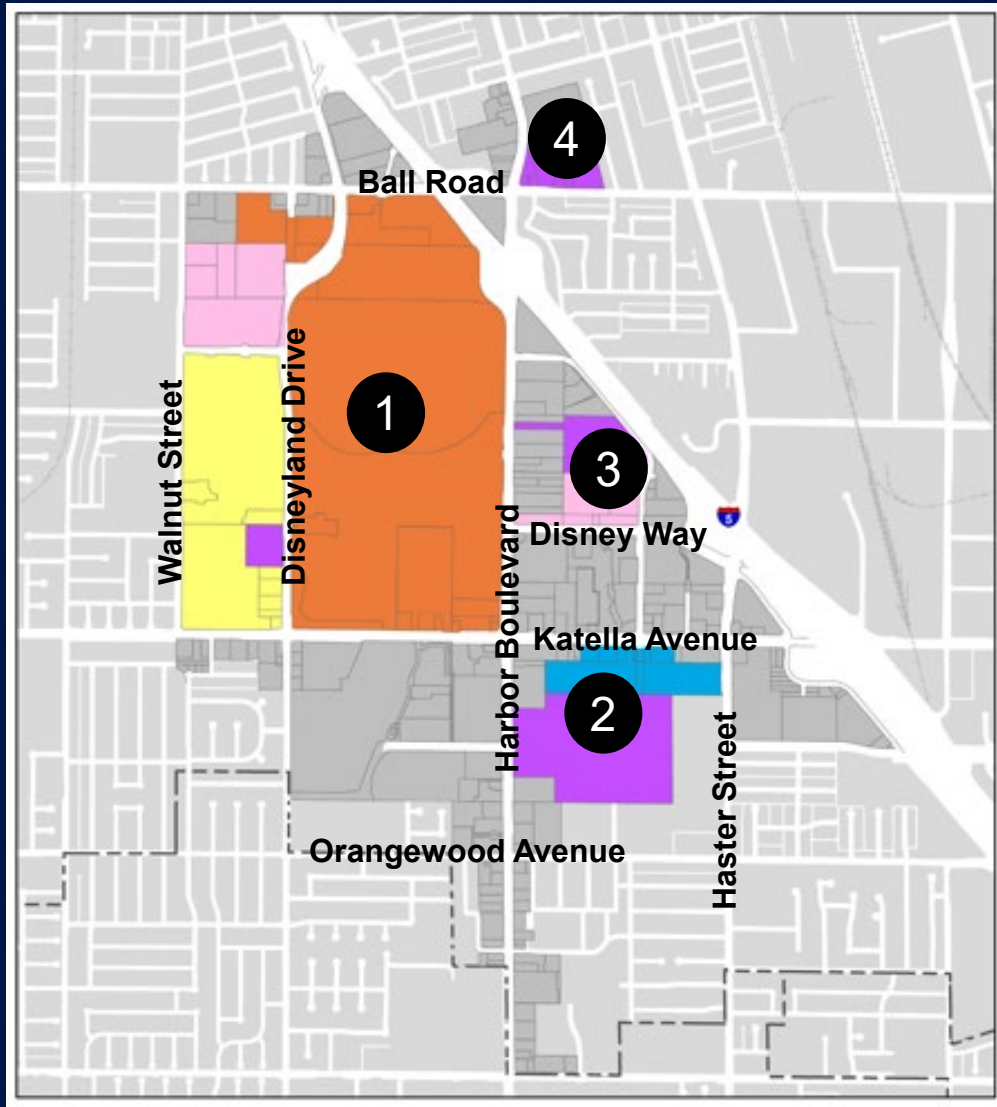 4
Ball Road
Walnut Street
Disneyland Drive
1
3
Harbor Boulevard
Disney Way
5
Katella Avenue
2
Haster Street
Orangewood Avenue